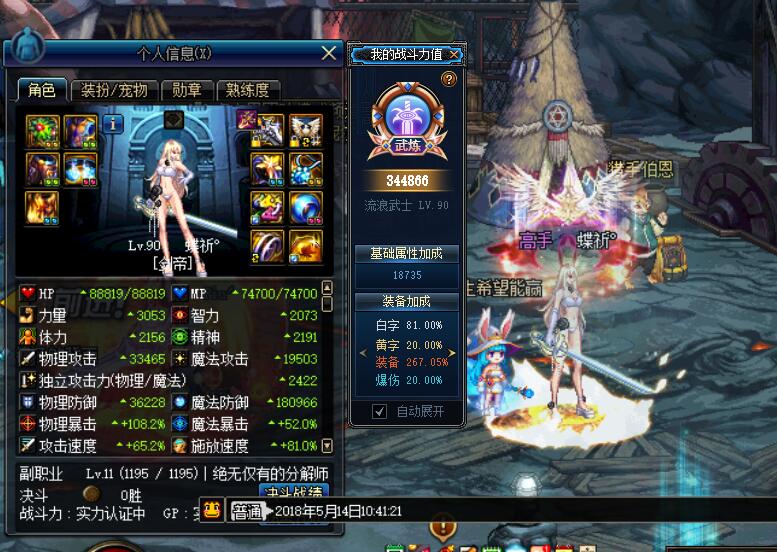 个人信息(X)
角色 装扮/宠物 勋章 熟练度
Lv.90 蝶祈°
[剑帝]
HP 88819/88819 MP 74700/74700
力量 3053 智力 2073
体力 2156 精神 2191
物理攻击 33465 魔法攻击 19503
独立攻击力(物理/魔法) 2422
物理防御 36228 魔法防御 180966
物理暴击 +108.2% 魔法暴击 +52.0%
攻击速度 +65.2% 施放速度 +81.0%
副职业 Lv.11 (1195 / 1195) | 绝无仅有的分解师
决斗 0胜 决斗战绩
战斗力: 实力认证中 GP:
普通 2018年5月14日10:41:21
我的战斗力值
?
武炼
344866
流浪武士 LV.90
基础属性加成
18735
装备加成
白字 81.00%
黄字 20.00%
装备 267.05%
爆伤 20.00%
自动展开
高手 蝶祈°
伯恩
希望能赢